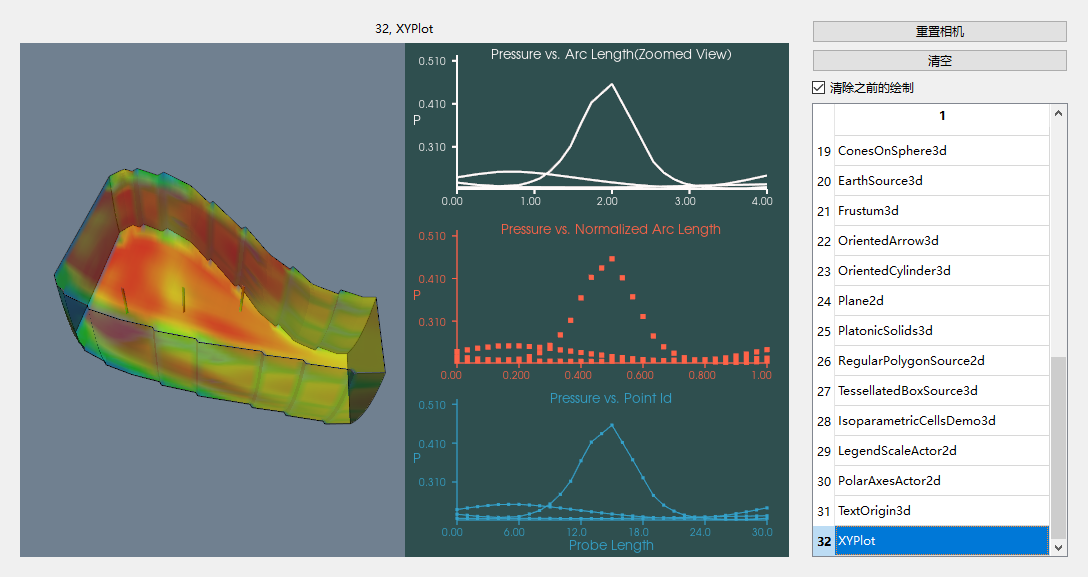 32, XYPlot
Pressure vs. Arc Length(Zoomed View)
0.510
0.410
P
0.310
0.00 1.00 2.00 3.00 4.00
Pressure vs. Normalized Arc Length
0.510
0.410
P
0.310
0.00 0.200 0.400 0.600 0.800 1.00
Pressure vs. Point Id
0.510
0.410
P
0.310
0.00 6.00 12.0 18.0 24.0 30.0
Probe Length
重置相机
清空
清除之前的绘制
1
19 ConesOnSphere3d
20 EarthSource3d
21 Frustum3d
22 OrientedArrow3d
23 OrientedCylinder3d
24 Plane2d
25 PlatonicSolids3d
26 RegularPolygonSource2d
27 TessellatedBoxSource3d
28 IsoparametricCellsDemo3d
29 LegendScaleActor2d
30 PolarAxesActor2d
31 TextOrigin3d
32 XYPlot